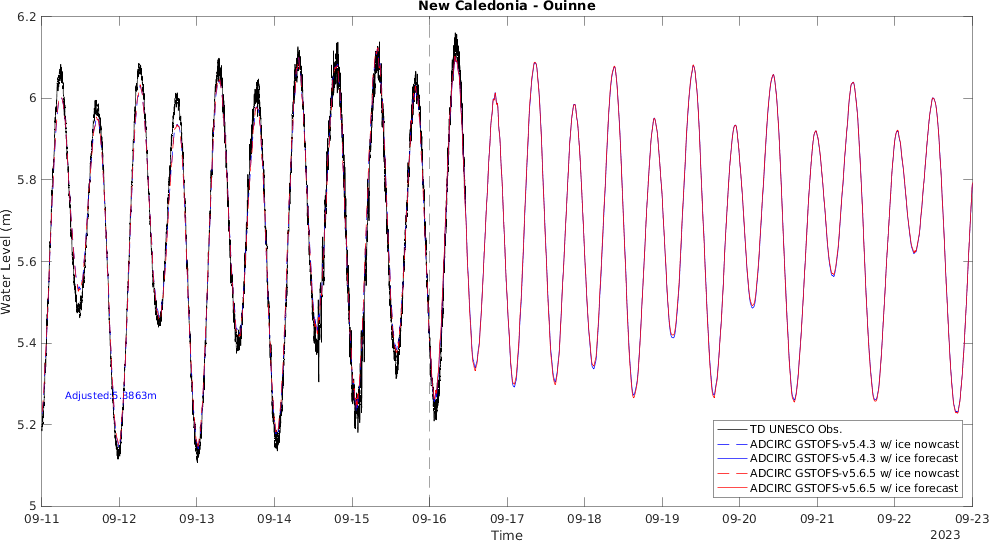 New Caledonia - Ouinne
6.2
6
5.8
5.6
5.4
5.2
5
Water Level (m)
Adjusted:5.3863m
TD UNESCO Obs.
ADCIRC GSTOFS-v5.4.3 w/ ice nowcast
ADCIRC GSTOFS-v5.4.3 w/ ice forecast
ADCIRC GSTOFS-v5.6.5 w/ ice nowcast
ADCIRC GSTOFS-v5.6.5 w/ ice forecast
09-11 09-12 09-13 09-14 09-15 09-16 09-17 09-18 09-19 09-20 09-21 09-22 09-23
Time
2023